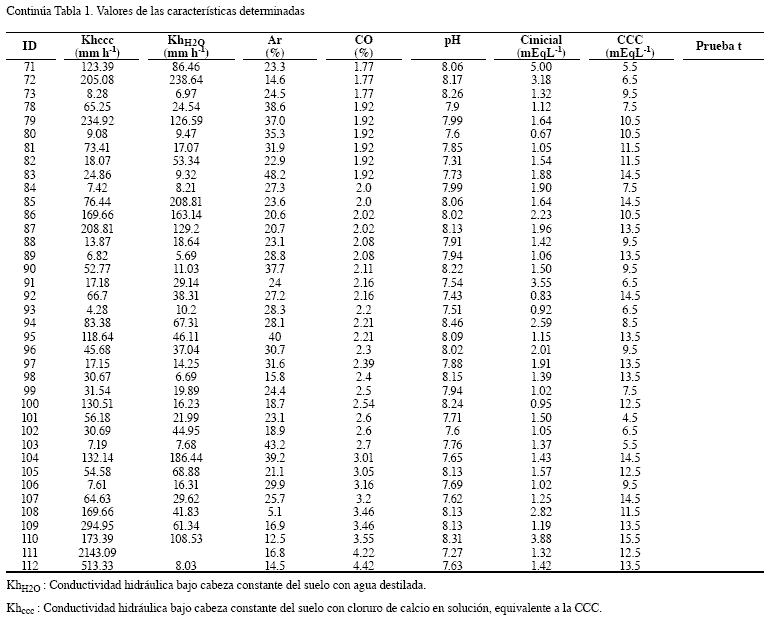 Continúa Tabla 1. Valores de las características determinadas
ID Khccc (mm h-1) KhH2O (mm h-1) Ar (%) CO (%) pH Cinicial (mEqL-1) CCC (mEqL-1) Prueba t
71 123.39 86.46 23.3 1.77 8.06 5.00 5.5
72 205.08 238.64 14.6 1.77 8.17 3.18 6.5
73 8.28 6.97 24.5 1.77 8.26 1.32 9.5
78 65.25 24.54 38.6 1.92 7.9 1.12 7.5
79 234.92 126.59 37.0 1.92 7.99 1.64 10.5
80 9.08 9.47 35.3 1.92 7.6 0.67 10.5
81 73.41 17.07 31.9 1.92 7.85 1.05 11.5
82 18.07 53.34 22.9 1.92 7.31 1.54 11.5
83 24.86 9.32 48.2 1.92 7.73 1.88 14.5
84 7.42 8.21 27.3 2.0 7.99 1.90 7.5
85 76.44 208.81 23.6 2.0 8.06 1.64 14.5
86 169.66 163.14 20.6 2.02 8.02 2.23 10.5
87 208.81 129.2 20.7 2.02 8.13 1.96 13.5
88 13.87 18.64 23.1 2.08 7.91 1.42 9.5
89 6.82 5.69 28.8 2.08 7.94 1.06 13.5
90 52.77 11.03 37.7 2.11 8.22 1.50 9.5
91 17.18 29.14 24 2.16 7.54 3.55 6.5
92 66.7 38.31 27.2 2.16 7.43 0.83 14.5
93 4.28 10.2 28.3 2.2 7.51 0.92 6.5
94 83.38 67.31 28.1 2.21 8.46 2.59 8.5
95 118.64 46.11 40 2.21 8.09 1.15 13.5
96 45.68 37.04 30.7 2.3 8.02 2.01 9.5
97 17.15 14.25 31.6 2.39 7.88 1.91 13.5
98 30.67 6.69 15.8 2.4 8.15 1.39 13.5
99 31.54 19.89 24.4 2.5 7.94 1.02 7.5
100 130.51 16.23 18.7 2.54 8.24 0.95 12.5
101 56.18 21.99 23.1 2.6 7.71 1.50 4.5
102 30.69 44.95 18.9 2.6 7.6 1.05 6.5
103 7.19 7.68 43.2 2.7 7.76 1.37 5.5
104 132.14 186.44 39.2 3.01 7.65 1.43 14.5
105 54.58 68.88 21.1 3.05 8.13 1.57 12.5
106 7.61 16.31 29.9 3.16 7.69 1.02 9.5
107 64.63 29.62 25.7 3.2 7.62 1.25 14.5
108 169.66 41.83 5.1 3.46 8.13 2.82 11.5
109 294.95 61.34 16.9 3.46 8.13 1.19 13.5
110 173.39 108.53 12.5 3.55 8.31 3.88 15.5
111 2143.09 16.8 4.22 7.27 1.32 12.5
112 513.33 8.03 14.5 4.42 7.63 1.42 13.5
KhH2O : Conductividad hidráulica bajo cabeza constante del suelo con agua destilada.
Khccc : Conductividad hidráulica bajo cabeza constante del suelo con cloruro de calcio en solución, equivalente a la CCC.